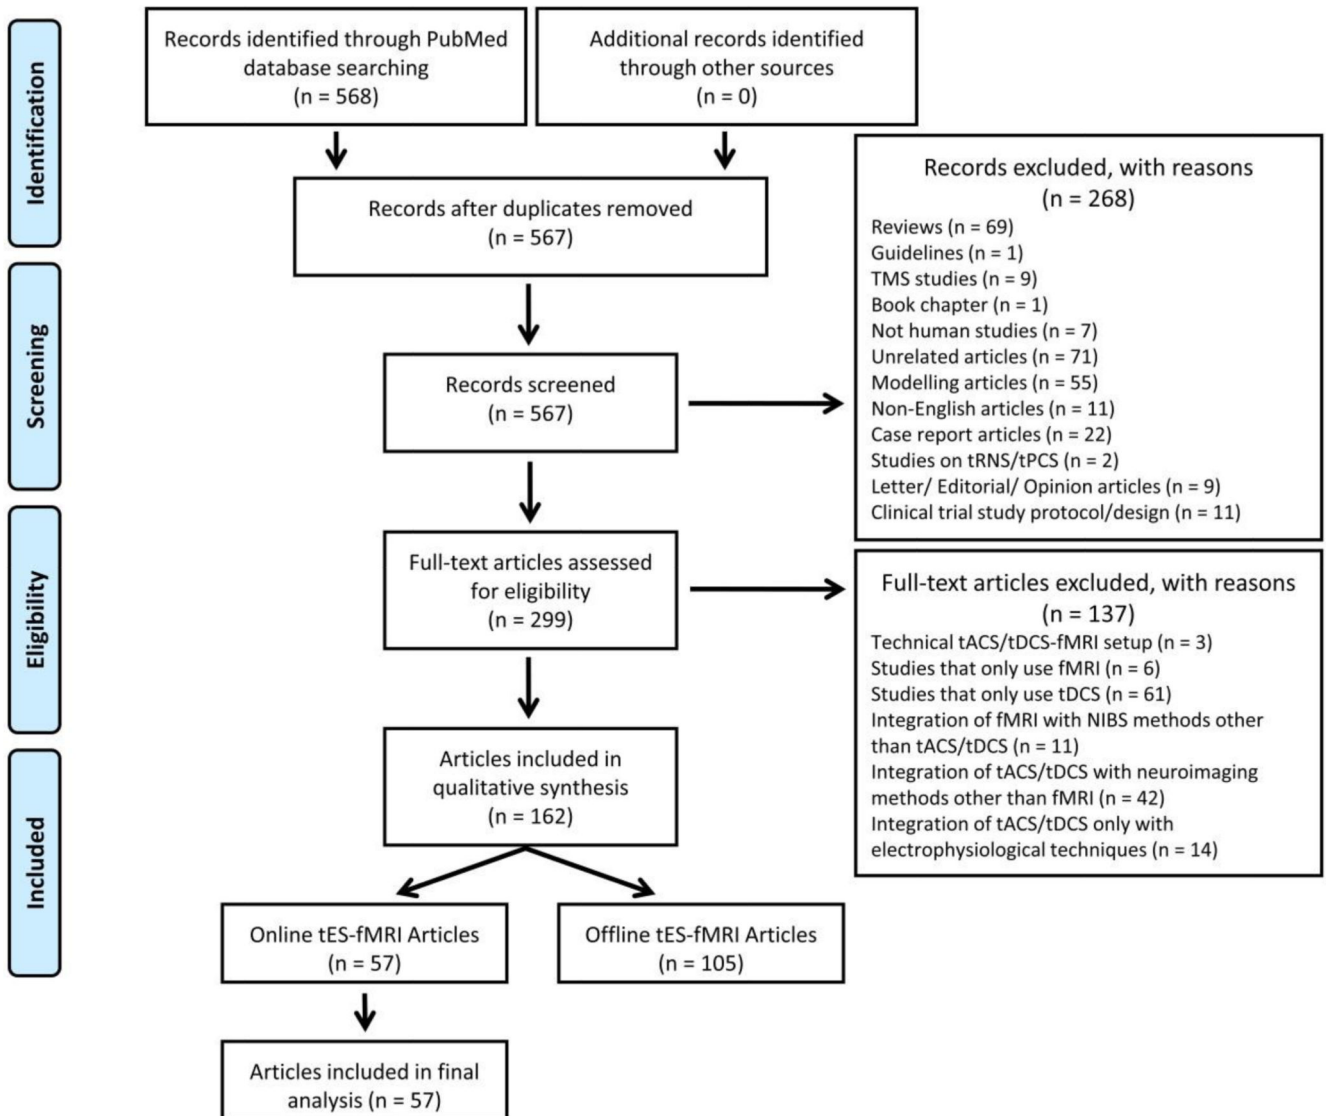 Identification
Records identified through PubMed
database searching
(n = 568)
Additional records identified
through other sources
(n = 0)
Records after duplicates removed
(n = 567)
Records excluded, with reasons
(n = 268)
Reviews (n = 69)
Guidelines (n = 1)
TMS studies (n = 9)
Book chapter (n = 1)
Not human studies (n = 7)
Unrelated articles (n = 71)
Modelling articles (n = 55)
Non-English articles (n = 11)
Case report articles (n = 22)
Studies on tRNS/tPCS (n = 2)
Letter/ Editorial/ Opinion articles (n = 9)
Clinical trial study protocol/design (n = 11)
Screening
Records screened
(n = 567)
Eligibility
Full-text articles assessed
for eligibility
(n = 299)
Full-text articles excluded, with reasons
(n = 137)
Technical tACS/tDCS-fMRI setup (n = 3)
Studies that only use fMRI (n = 6)
Studies that only use tDCS (n = 61)
Integration of fMRI with NIBS methods other
than tACS/tDCS (n = 11)
Integration of tACS/tDCS with neuroimaging
methods other than fMRI (n = 42)
Integration of tACS/tDCS only with
electrophysiological techniques (n = 14)
Included
Articles included in
qualitative synthesis
(n = 162)
Online tES-fMRI Articles
(n = 57)
Offline tES-fMRI Articles
(n = 105)
Articles included in final
analysis (n = 57)